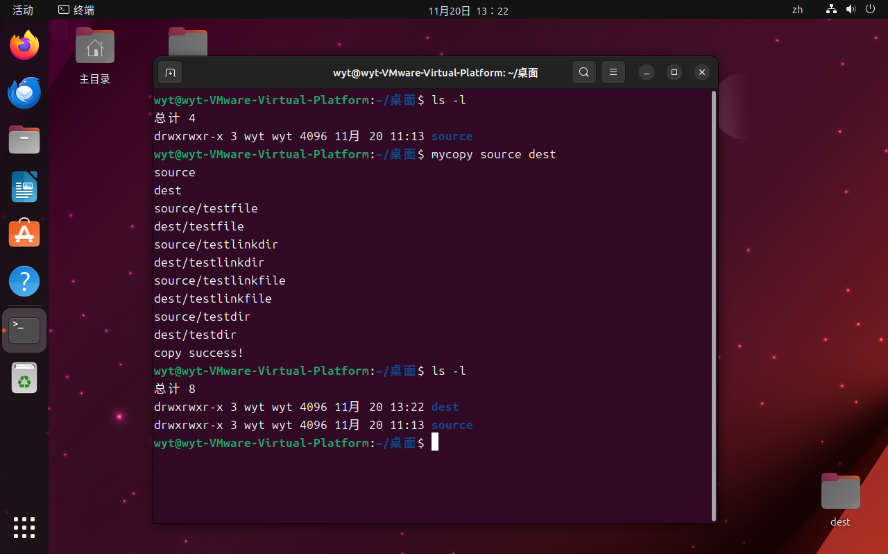 活动 终端 11月20日 13：22 zh
主目录
wyt@wyt-VMware-Virtual-Platform: ~/桌面
wyt@wyt-VMware-Virtual-Platform:~/桌面$ ls -l
总计 4
drwxrwxr-x 3 wyt wyt 4096 11月 20 11:13 source
wyt@wyt-VMware-Virtual-Platform:~/桌面$ mycopy source dest
source
dest
source/testfile
dest/testfile
source/testlinkdir
dest/testlinkdir
source/testlinkfile
dest/testlinkfile
source/testdir
dest/testdir
copy success!
wyt@wyt-VMware-Virtual-Platform:~/桌面$ ls -l
总计 8
drwxrwxr-x 3 wyt wyt 4096 11月 20 13:22 dest
drwxrwxr-x 3 wyt wyt 4096 11月 20 11:13 source
wyt@wyt-VMware-Virtual-Platform:~/桌面$
dest